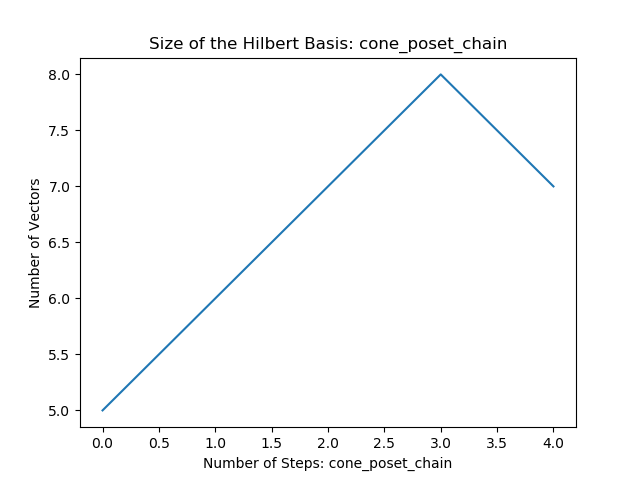 Size of the Hilbert Basis: cone_poset_chain
Number of Vectors
8.0
7.5
7.0
6.5
6.0
5.5
5.0
0.0 0.5 1.0 1.5 2.0 2.5 3.0 3.5 4.0
Number of Steps: cone_poset_chain